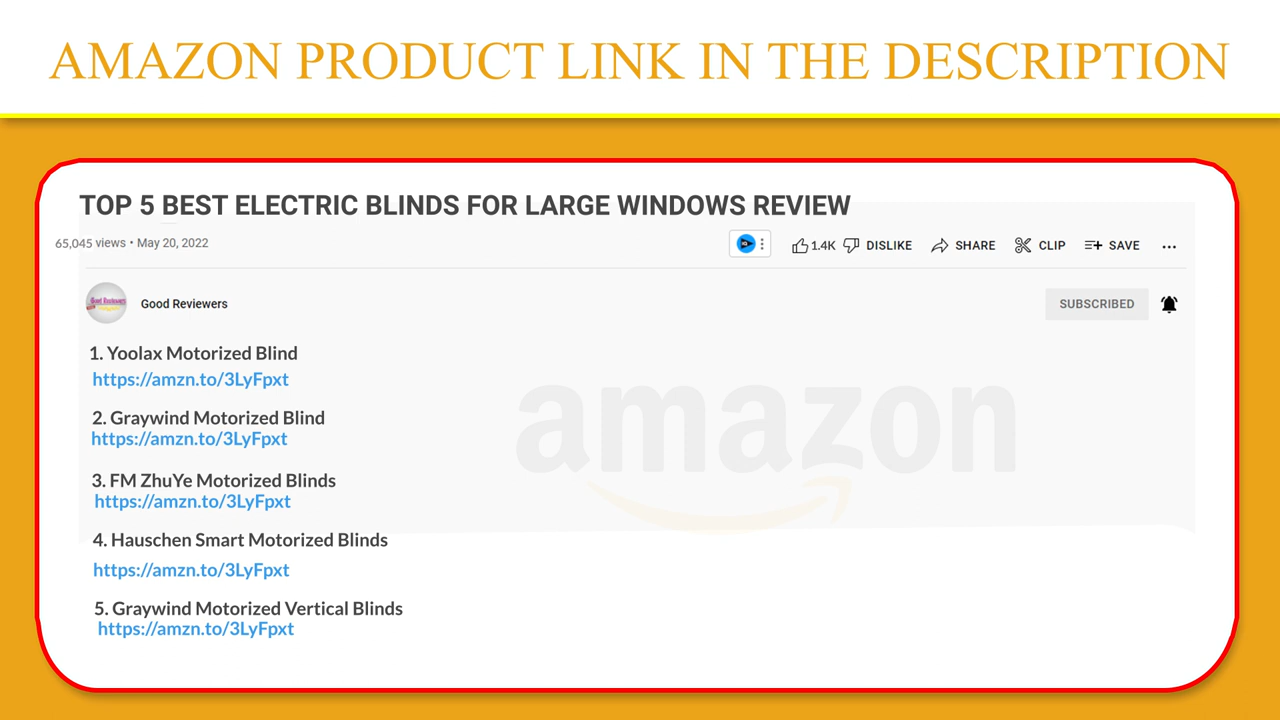 AMAZON PRODUCT LINK IN THE DESCRIPTION
TOP 5 BEST ELECTRIC BLINDS FOR LARGE WINDOWS REVIEW
65,045 views • May 20, 2022
1.4K DISLIKE SHARE CLIP SAVE ...
Good Reviewers
SUBSCRIBED
1. Yoolax Motorized Blind
https://amzn.to/3LyFpxt
2. Graywind Motorized Blind
https://amzn.to/3LyFpxt
3. FM ZhuYe Motorized Blinds
https://amzn.to/3LyFpxt
4. Hauschen Smart Motorized Blinds
https://amzn.to/3LyFpxt
5. Graywind Motorized Vertical Blinds
https://amzn.to/3LyFpxt
amazon